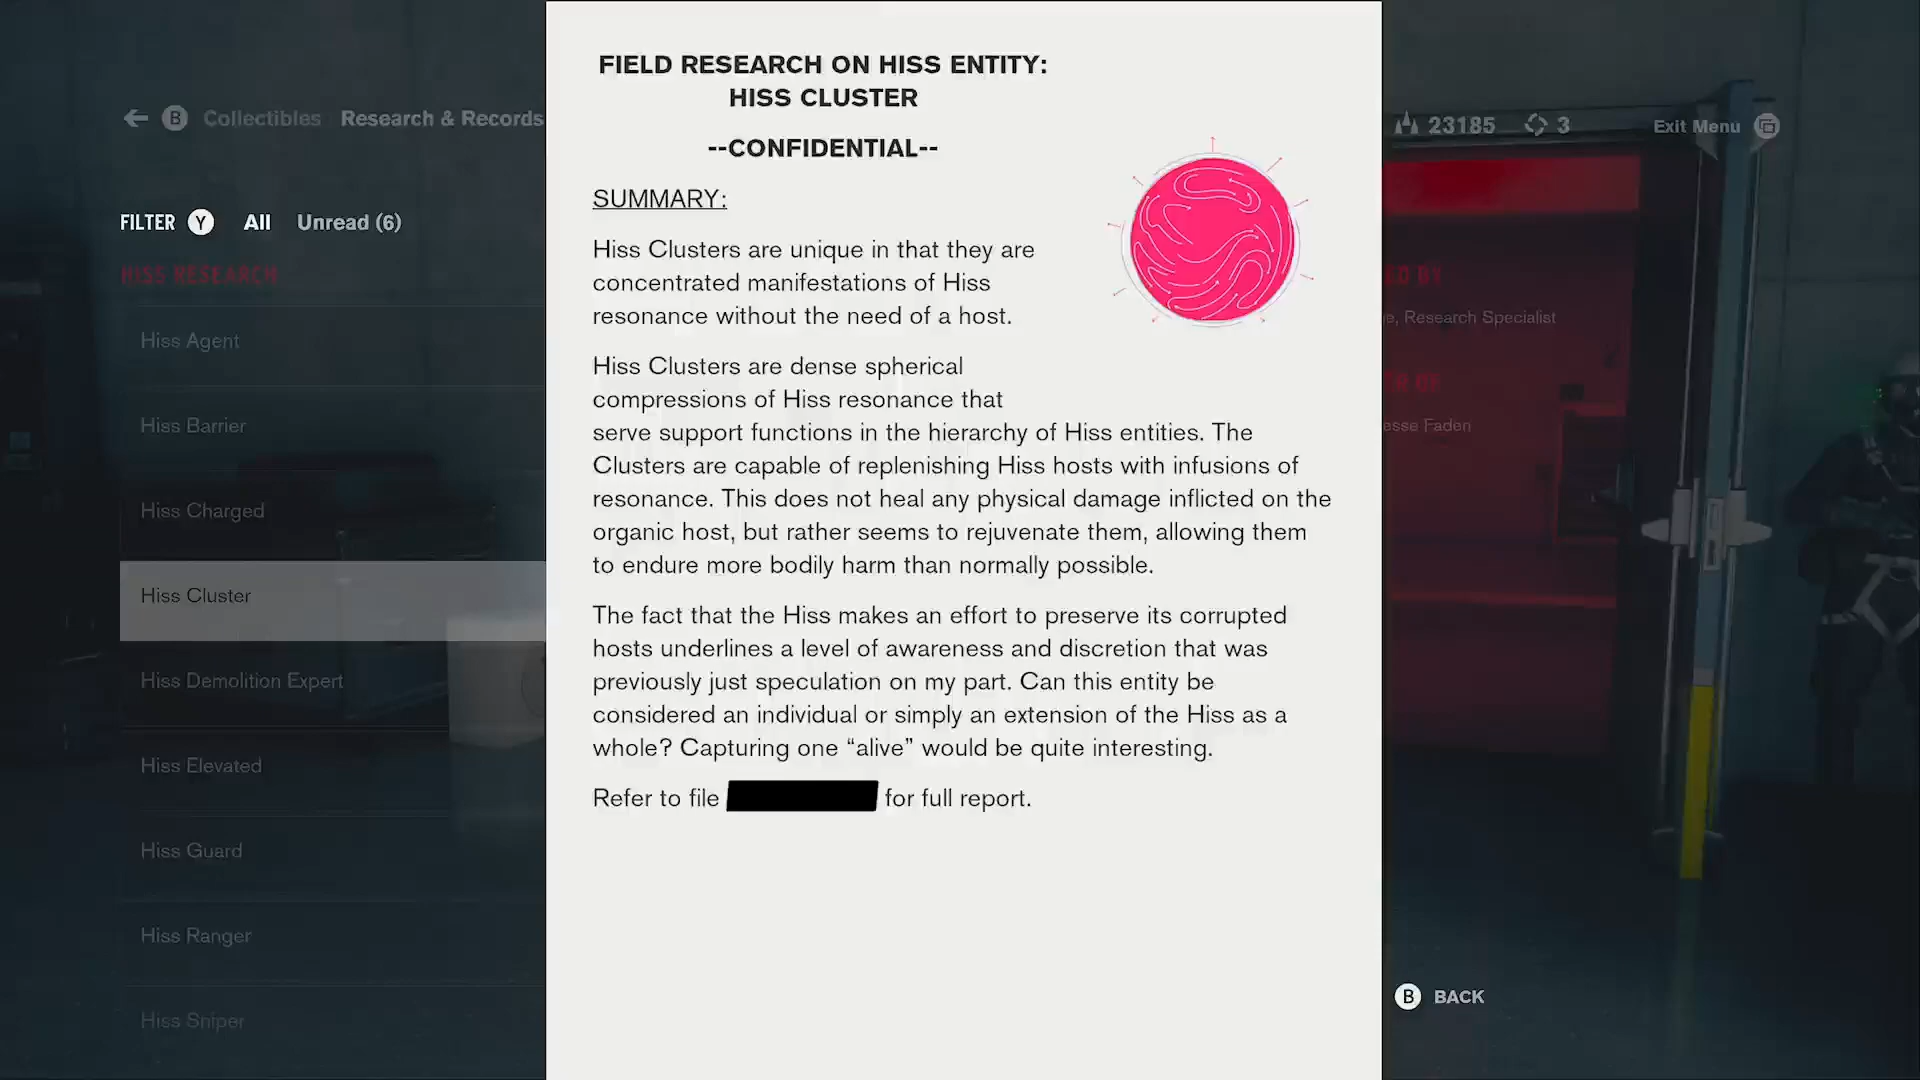 FIELD RESEARCH ON HISS ENTITY:
HISS CLUSTER
--CONFIDENTIAL--
SUMMARY:
Hiss Clusters are unique in that they are
concentrated manifestations of Hiss
resonance without the need of a host.
Hiss Clusters are dense spherical
compressions of Hiss resonance that
serve support functions in the hierarchy of Hiss entities. The
Clusters are capable of replenishing Hiss hosts with infusions of
resonance. This does not heal any physical damage inflicted on the
organic host, but rather seems to rejuvenate them, allowing them
to endure more bodily harm than normally possible.
The fact that the Hiss makes an effort to preserve its corrupted
hosts underlines a level of awareness and discretion that was
previously just speculation on my part. Can this entity be
considered an individual or simply an extension of the Hiss as a
whole? Capturing one “alive” would be quite interesting.
Refer to file for full report.
B Collectibles Research & Records
FILTER Y All Unread (6)
HISS RESEARCH
Hiss Agent
Hiss Barrier
Hiss Charged
Hiss Cluster
Hiss Demolition Expert
Hiss Elevated
Hiss Guard
Hiss Ranger
Hiss Sniper
23185 3 Exit Menu
BY
Research Specialist
Faden
B BACK